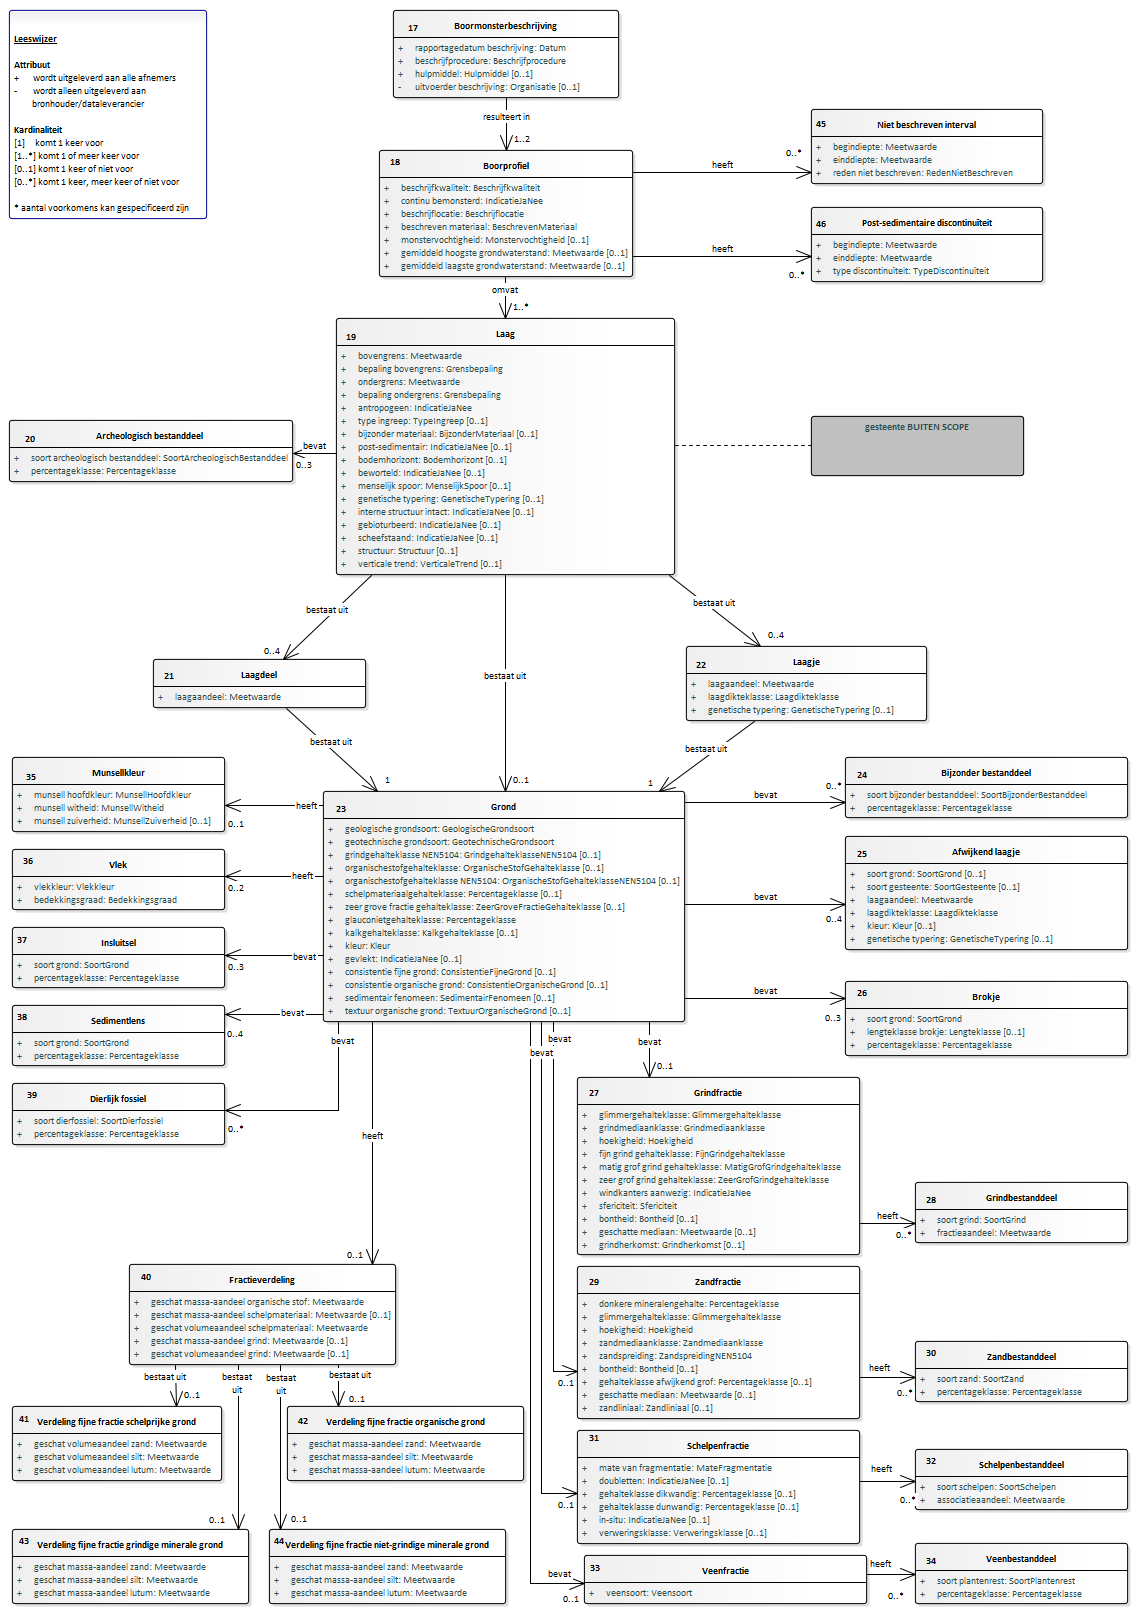 Leeswijzer
Attribuut
+ wordt uitgeleverd aan alle afnemers
- wordt alleen uitgeleverd aan
bronhouder/dataleverancier
Kardinaliteit
[1] komt 1 keer voor
[1..*] komt 1 of meer keer voor
[0..1] komt 1 keer of niet voor
[0..*] komt 1 keer, meer keer of niet voor
* aantal voorkomens kan gespecificeerd zijn
17 Boormonsterbeschrijving
+ rapportagedatum beschrijving: Datum
+ beschrijfprocedure: Beschrijfprocedure
+ hulpmiddel: Hulpmiddel [0..1]
- uitvoerder beschrijving: Organisatie [0..1]
resulteert in
1..2
18 Boorprofiel
+ beschrijfkwaliteit: Beschrijfkwaliteit
+ continu bemonsterd: IndicatieJaNee
+ beschrijflocatie: Beschrijflocatie
+ beschreven materiaal: BeschrevenMateriaal
+ monstervochtigheid: Monstervochtigheid [0..1]
+ gemiddeld hoogste grondwaterstand: Meetwaarde [0..1]
+ gemiddeld laagste grondwaterstand: Meetwaarde [0..1]
heeft
0..*
45 Niet beschreven interval
+ begindiepte: Meetwaarde
+ einddiepte: Meetwaarde
+ reden niet beschreven: RedenNietBeschreven
heeft
0..*
46 Post-sedimentaire discontinuïteit
+ begindiepte: Meetwaarde
+ einddiepte: Meetwaarde
+ type discontinuïteit: TypeDiscontinuïteit
omvat
1..*
19 Laag
+ bovengrens: Meetwaarde
+ bepaling bovengrens: Grensbepaling
+ ondergrens: Meetwaarde
+ bepaling ondergrens: Grensbepaling
+ antropogeen: IndicatieJaNee
+ type ingreep: TypeIngreep [0..1]
+ bijzonder materiaal: BijzonderMateriaal [0..1]
+ post-sedimentair: IndicatieJaNee [0..1]
+ bodemhorizont: Bodemhorizont [0..1]
+ beworteld: IndicatieJaNee [0..1]
+ menselijk spoor: MenselijkSpoor [0..1]
+ genetische typering: GenetischeTypering [0..1]
+ interne structuur intact: IndicatieJaNee [0..1]
+ gebioturbeerd: IndicatieJaNee [0..1]
+ scheefstaand: IndicatieJaNee [0..1]
+ structuur: Structuur [0..1]
+ verticale trend: VerticaleTrend [0..1]
bevat
0..3
20 Archeologisch bestanddeel
+ soort archeologisch bestanddeel: SoortArcheologischBestanddeel
+ percentageklasse: Percentageklasse
gesteente BUITEN SCOPE
bestaat uit
0..4
bestaat uit
0..1
bestaat uit
0..4
21 Laagdeel
+ laagaandeel: Meetwaarde
22 Laagje
+ laagaandeel: Meetwaarde
+ laagdikteklasse: Laagdikteklasse
+ genetische typering: GenetischeTypering [0..1]
bestaat uit
1
bestaat uit
1
23 Grond
+ geologische grondsoort: GeologischeGrondsoort
+ geotechnische grondsoort: GeotechnischeGrondsoort
+ grindgehalteklasse NEN5104: GrindgehalteklasseNEN5104 [0..1]
+ organischestofgehalteklasse: OrganischeStofGehalteklasse [0..1]
+ organischestofgehalteklasse NEN5104: OrganischeStofGehalteklasseNEN5104 [0..1]
+ schelpmateriaalgehalteklasse: Percentageklasse [0..1]
+ zeer grove fractie gehalteklasse: ZeerGroveFractieGehalteklasse [0..1]
+ glauconietgehalteklasse: Percentageklasse
+ kalkgehalteklasse: Kalkgehalteklasse [0..1]
+ kleur: Kleur
+ gevlekt: IndicatieJaNee [0..1]
+ consistentie fijne grond: ConsistentieFijneGrond [0..1]
+ consistentie organische grond: ConsistentieOrganischeGrond [0..1]
+ sedimentair fenomeen: SedimentairFenomeen [0..1]
+ textuur organische grond: TextuurOrganischeGrond [0..1]
heeft
0..1
35 Munsellkleur
+ munsell hoofdkleur: MunsellHoofdkleur
+ munsell witheid: MunsellWitheid
+ munsell zuiverheid: MunsellZuiverheid [0..1]
heeft
0..2
36 Vlek
+ vlekkleur: Vlekkleur
+ bedekkingsgraad: Bedekkingsgraad
bevat
0..3
37 Insluitsel
+ soort grond: SoortGrond
+ percentageklasse: Percentageklasse
bevat
0..4
38 Sedimentlens
+ soort grond: SoortGrond
+ percentageklasse: Percentageklasse
bevat
0..*
39 Dierlijk fossiel
+ soort dierfossiel: SoortDierfossiel
+ percentageklasse: Percentageklasse
bevat
0..*
24 Bijzonder bestanddeel
+ soort bijzonder bestanddeel: SoortBijzonderBestanddeel
+ percentageklasse: Percentageklasse
bevat
0..4
25 Afwijkend laagje
+ soort grond: SoortGrond [0..1]
+ soort gesteente: SoortGesteente [0..1]
+ laagaandeel: Meetwaarde
+ laagdikteklasse: Laagdikteklasse
+ kleur: Kleur [0..1]
+ genetische typering: GenetischeTypering [0..1]
bevat
0..3
26 Brokje
+ soort grond: SoortGrond
+ lengteklasse brokje: Lengteklasse [0..1]
+ percentageklasse: Percentageklasse
bevat
0..1
27 Grindfractie
+ glimmergehalteklasse: Glimmergehalteklasse
+ grindmediaanklasse: Grindmediaanklasse
+ hoekigheid: Hoekigheid
+ fijn grind gehalteklasse: FijnGrindgehalteklasse
+ matig grof grind gehalteklasse: MatigGrofGrindgehalteklasse
+ zeer grof grind gehalteklasse: ZeerGrofGrindgehalteklasse
+ windkanters aanwezig: IndicatieJaNee
+ sfericiteit: Sfericiteit
+ bontheid: Bontheid [0..1]
+ geschatte mediaan: Meetwaarde [0..1]
+ grindherkomst: Grindherkomst [0..1]
heeft
0..*
28 Grindbestanddeel
+ soort grind: SoortGrind
+ fractieaandeel: Meetwaarde
bevat
0..1
29 Zandfractie
+ donkere mineralengehalte: Percentageklasse
+ glimmergehalteklasse: Glimmergehalteklasse
+ hoekigheid: Hoekigheid
+ zandmediaanklasse: Zandmediaanklasse
+ zandspreiding: ZandspreidingNEN5104
+ bontheid: Bontheid [0..1]
+ gehalteklasse afwijkend grof: Percentageklasse [0..1]
+ geschatte mediaan: Meetwaarde [0..1]
+ zandliniaal: Zandliniaal [0..1]
heeft
0..*
30 Zandbestanddeel
+ soort zand: SoortZand
+ percentageklasse: Percentageklasse
bevat
0..1
31 Schelpenfractie
+ mate van fragmentatie: MateFragmentatie
+ doubletten: IndicatieJaNee [0..1]
+ gehalteklasse dikwandig: Percentageklasse [0..1]
+ gehalteklasse dunwandig: Percentageklasse [0..1]
+ in-situ: IndicatieJaNee [0..1]
+ verweringsklasse: Verweringsklasse [0..1]
heeft
0..*
32 Schelpenbestanddeel
+ soort schelpen: SoortSchelpen
+ associatieaandeel: Meetwaarde
bevat
0..1
33 Veenfractie
+ veensoort: Veensoort
heeft
0..*
34 Veenbestanddeel
+ soort plantenrest: SoortPlantenrest
+ percentageklasse: Percentageklasse
heeft
0..1
40 Fractieverdeling
+ geschat massa-aandeel organische stof: Meetwaarde
+ geschat massa-aandeel schelpmateriaal: Meetwaarde [0..1]
+ geschat volumeaandeel schelpmateriaal: Meetwaarde
+ geschat massa-aandeel grind: Meetwaarde [0..1]
+ geschat volumeaandeel grind: Meetwaarde [0..1]
bestaat uit
0..1
bestaat
uit
0..1
bestaat
uit
0..1
bestaat uit
0..1
41 Verdeling fijne fractie schelprijke grond
+ geschat volumeaandeel zand: Meetwaarde
+ geschat volumeaandeel silt: Meetwaarde
+ geschat volumeaandeel lutum: Meetwaarde
42 Verdeling fijne fractie organische grond
+ geschat massa-aandeel zand: Meetwaarde
+ geschat massa-aandeel silt: Meetwaarde
+ geschat massa-aandeel lutum: Meetwaarde
43 Verdeling fijne fractie grindige minerale grond
+ geschat massa-aandeel zand: Meetwaarde
+ geschat massa-aandeel silt: Meetwaarde
+ geschat massa-aandeel lutum: Meetwaarde
44 Verdeling fijne fractie niet-grindige minerale grond
+ geschat massa-aandeel zand: Meetwaarde
+ geschat massa-aandeel silt: Meetwaarde
+ geschat massa-aandeel lutum: Meetwaarde